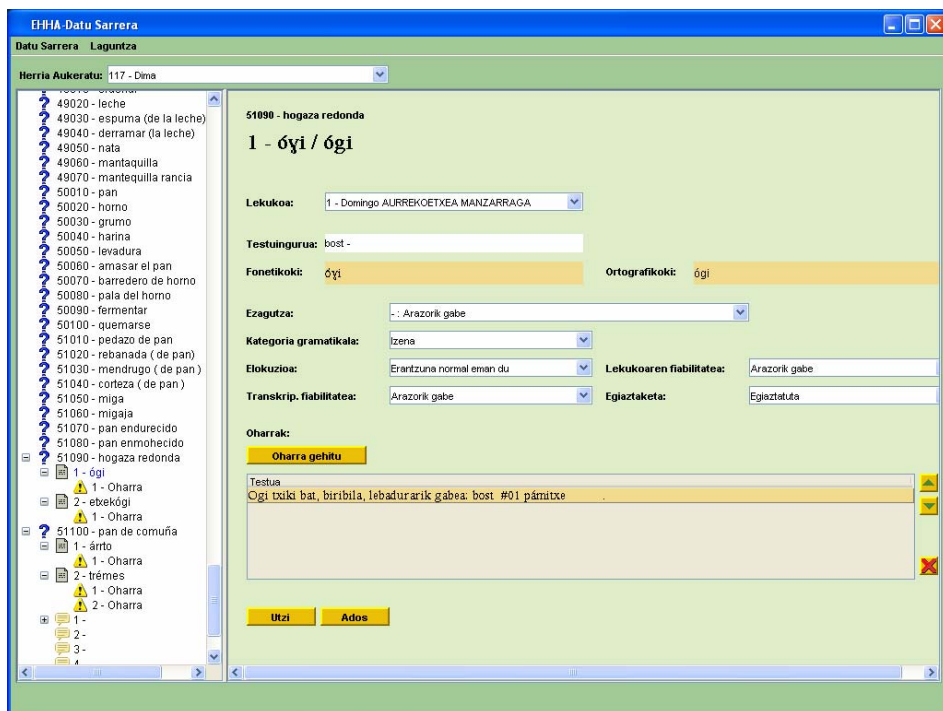 EHHA-Datu Sarrera
Datu Sarrera Laguntza
Herria Aukeratu: 117 - Dima
49020 - leche
49030 - espuma (de la leche)
49040 - derramar (la leche)
49050 - nata
49060 - mantaquilla
49070 - mantequilla rancia
50010 - pan
50020 - horno
50030 - grumo
50040 - harina
50050 - levadura
50060 - amasar el pan
50070 - barredero de horno
50080 - pala del horno
50090 - fermentar
50100 - quemarse
51010 - pedazo de pan
51020 - rebanada ( de pan)
51030 - mendrugo ( de pan )
51040 - corteza ( de pan )
51050 - miga
51060 - migaja
51070 - pan endurecido
51080 - pan enmohecido
51090 - hogaza redonda
1 - ógi
1 - Oharra
2 - etxekógi
1 - Oharra
51100 - pan de comuña
1 - árrto
1 - Oharra
2 - trémes
1 - Oharra
2 - Oharra
1 -
2 -
3 -
51090 - hogaza redonda
1 - óɣi / ógi
Lekukoa: 1 - Domingo AURREKOETXEA MANZARRAGA
Testuingurua: bost -
Fonetikoki: óɣi Ortografikoki: ógi
Ezagutza: - : Arazorik gabe
Kategoria gramatikala: Izena
Elokuzioa: Erantzuna normal eman du Lekukoaren fiabilitatea: Arazorik gabe
Transkrip. fiabilitatea: Arazorik gabe Egiaztaketa: Egiaztatuta
Oharrak:
Oharra gehitu
Testua
Ogi txiki bat, biribila, lebadurarik gabea: bost #01 pámitxe .
Utzi Ados